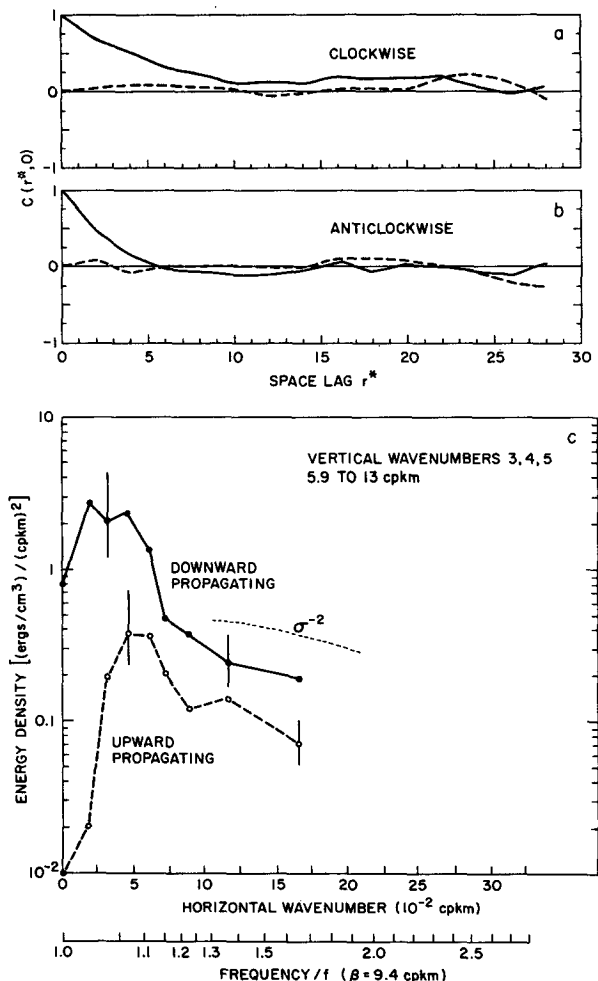 1
a
CLOCKWISE
0
-1
C (r*,0)
1
b
ANTICLOCKWISE
0
-1
0 5 10 15 20 25 30
SPACE LAG r*
10
c
VERTICAL WAVENUMBERS 3, 4, 5
5.9 TO 13 cpkm
1
DOWNWARD
PROPAGATING
σ⁻²
0.1
UPWARD
PROPAGATING
10⁻²
ENERGY DENSITY [(ergs/cm³)/(cpkm)²]
0 5 10 15 20 25 30
HORIZONTAL WAVENUMBER (10⁻² cpkm)
1.0 1.1 1.2 1.3 1.5 2.0 2.5
FREQUENCY/f (β=9.4 cpkm)